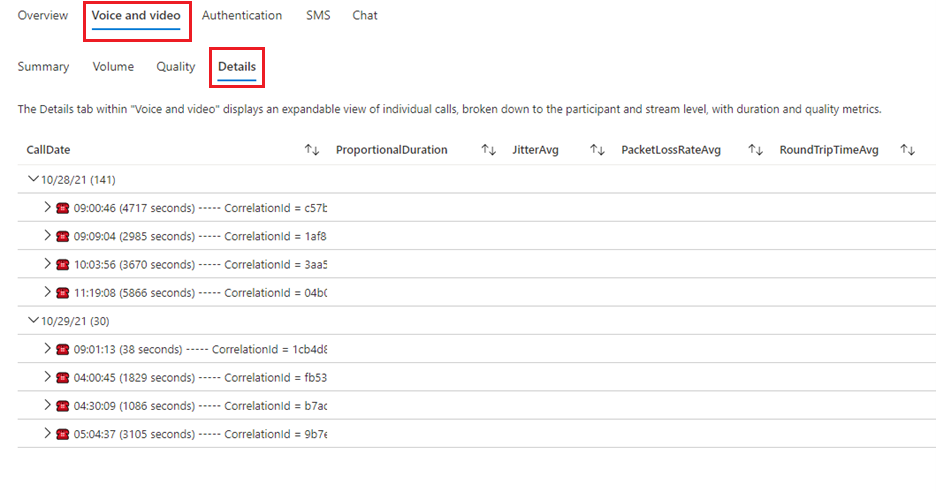 Overview Voice and video Authentication SMS Chat
Summary Volume Quality Details
The Details tab within "Voice and video" displays an expandable view of individual calls, broken down to the participant and stream level, with duration and quality metrics.
CallDate ProportionalDuration JitterAvg PacketLossRateAvg RoundTripTimeAvg
10/28/21 (141)
09:00:46 (4717 seconds) ----- CorrelationId = c57b
09:09:04 (2985 seconds) ----- CorrelationId = 1af8
10:03:56 (3670 seconds) ----- CorrelationId = 3aa5
11:19:08 (5866 seconds) ----- CorrelationId = 04b0
10/29/21 (30)
09:01:13 (38 seconds) ----- CorrelationId = 1cb4d8
04:00:45 (1829 seconds) ----- CorrelationId = fb53
04:30:09 (1086 seconds) ----- CorrelationId = b7ac
05:04:37 (3105 seconds) ----- CorrelationId = 9b7e